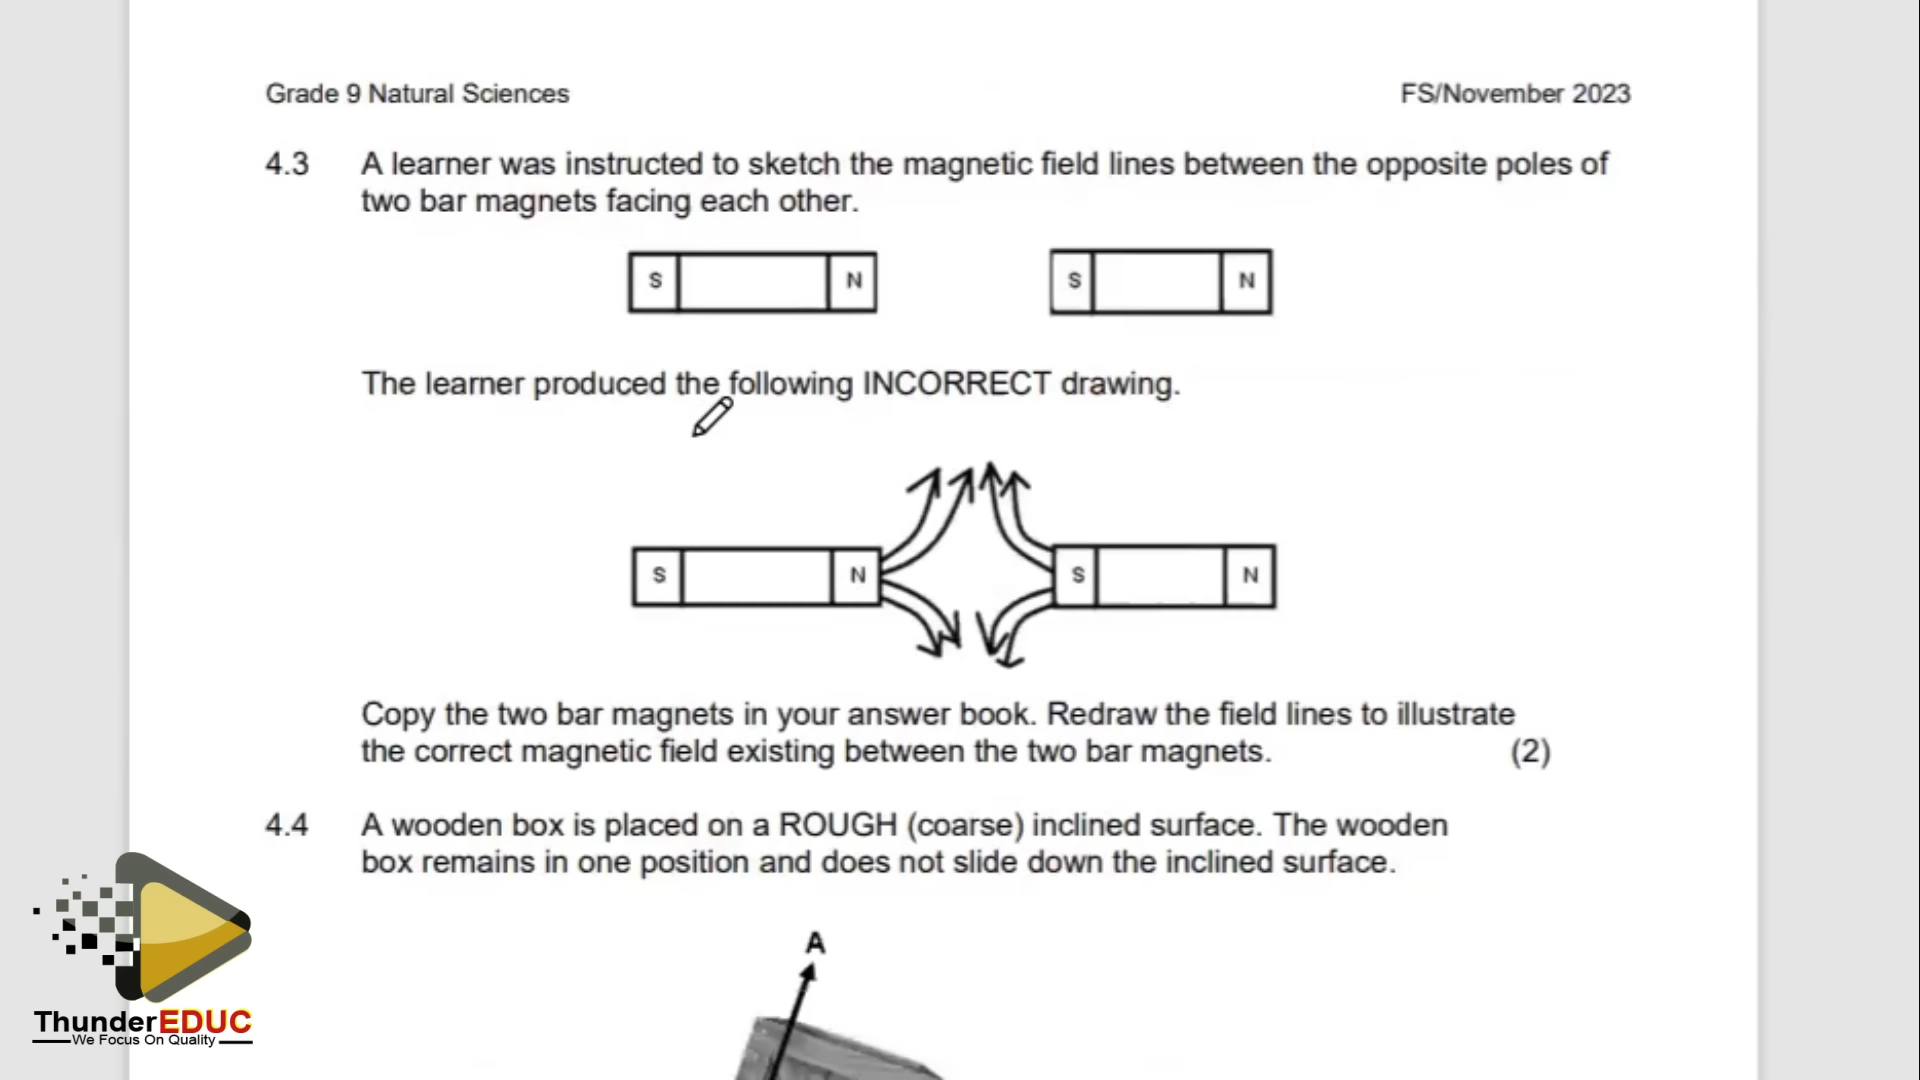 Grade 9 Natural Sciences
FS/November 2023
4.3 A learner was instructed to sketch the magnetic field lines between the opposite poles of
two bar magnets facing each other.
S N S N
The learner produced the following INCORRECT drawing.
S N S N
Copy the two bar magnets in your answer book. Redraw the field lines to illustrate
the correct magnetic field existing between the two bar magnets. (2)
4.4 A wooden box is placed on a ROUGH (coarse) inclined surface. The wooden
box remains in one position and does not slide down the inclined surface.
A
ThunderEDUC
We Focus On Quality